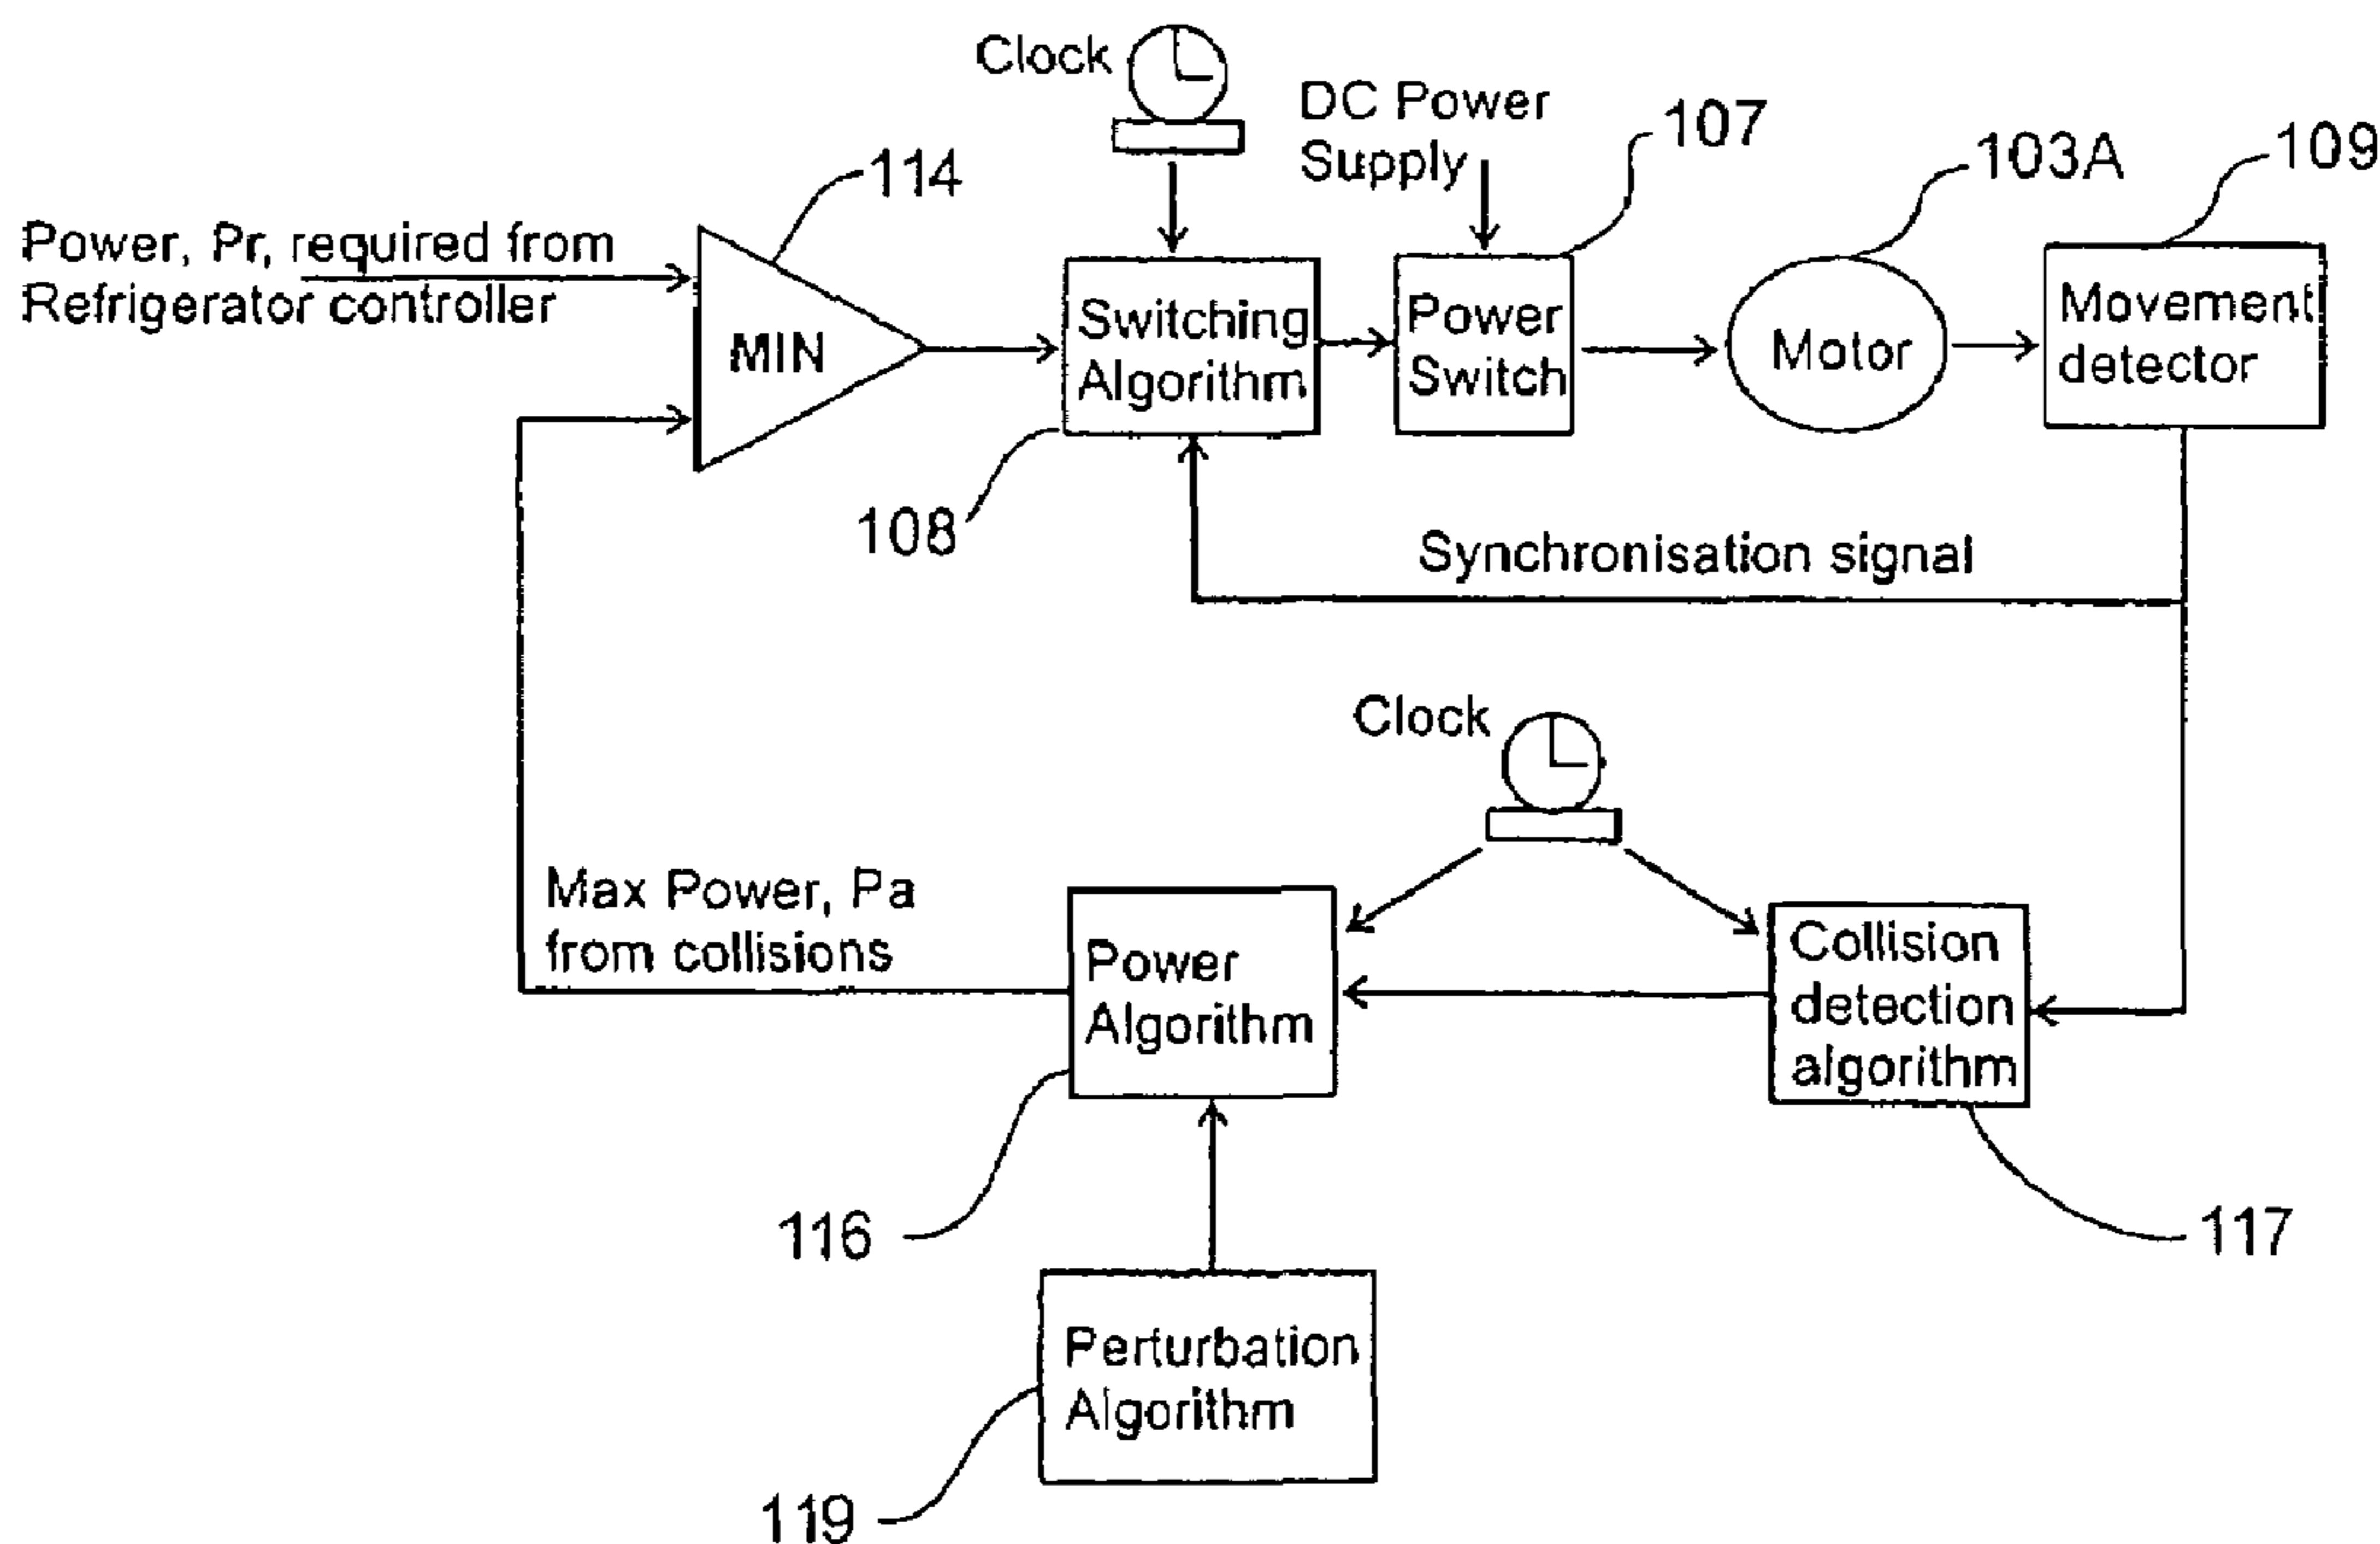 Clock
DC Power
Supply
107
103A
109
114
Power, Pr, required from
Refrigerator controller
MIN
Switching
Algorithm
Power
Switch
Motor
Movement
detector
108
Synchronisation signal
Clock
Max Power, Pa
from collisions
Power
Algorithm
Collision
detection
algorithm
116
117
Perturbation
Algorithm
119